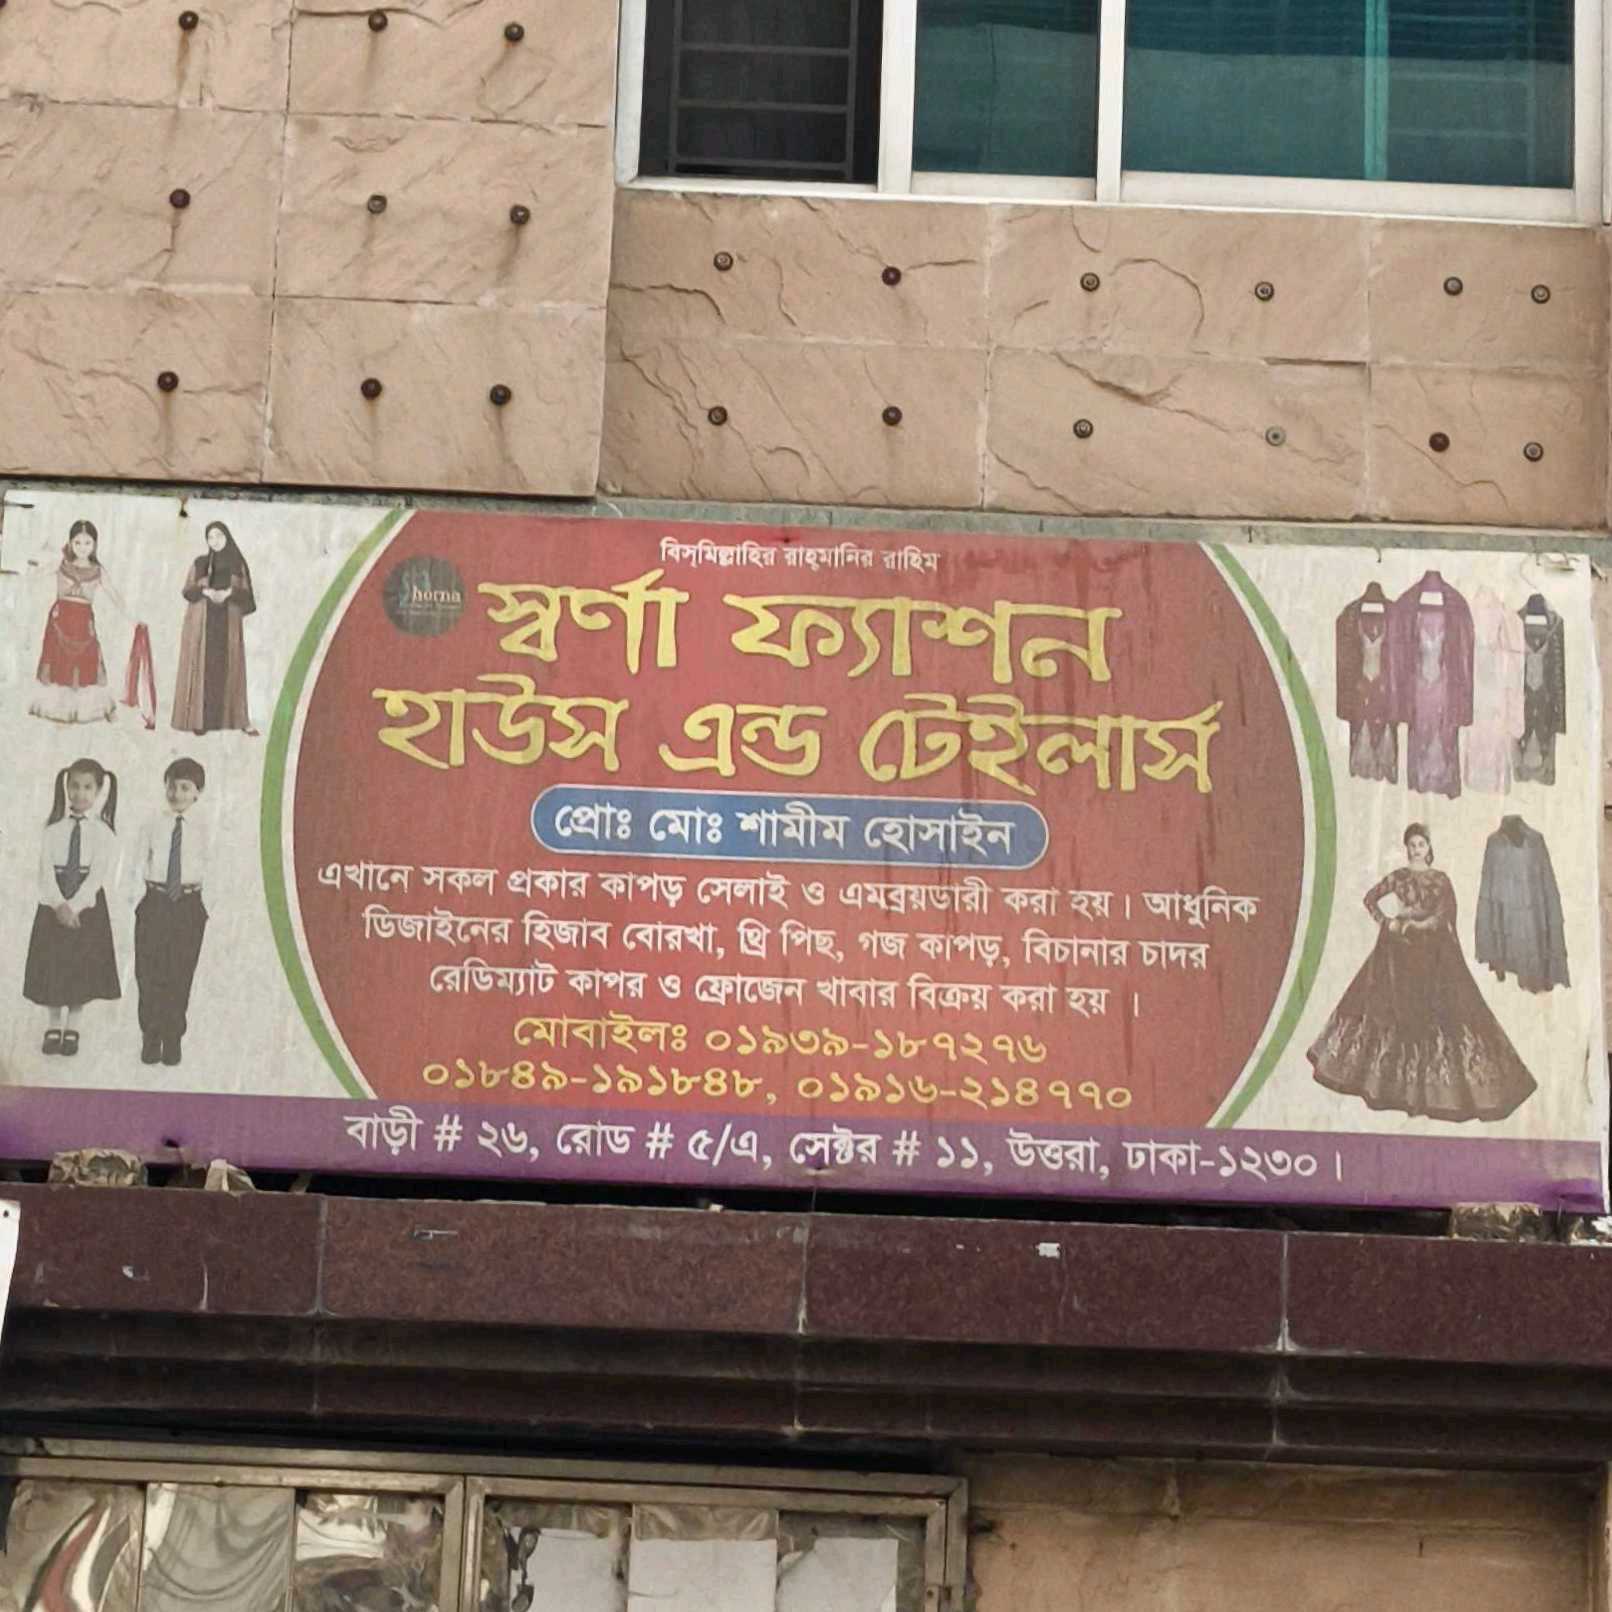 বিসমিল্লাহির রাহমানির রাহিম
horna
স্বর্ণা ফ্যাশন
হাউস এন্ড টেইলার্স
প্রোঃ মোঃ শামীম হোসাইন
এখানে সকল প্রকার কাপড় সেলাই ও এমব্রয়ডারী করা হয়। আধুনিক
ডিজাইনের হিজাব বোরখা, থ্রি পিছ, গজ কাপড়, বিচানার চাদর
রেডিম্যাট কাপর ও ফ্রোজেন খাবার বিক্রয় করা হয় ।
মোবাইলঃ ০১৯৩৯-১৮৭২৭৬
০১৮৪৯-১৯১৮৪৮, ০১৯১৬-২১৪৭৭০
বাড়ী # ২৬, রোড # ৫/এ, সেক্টর # ১১, উত্তরা, ঢাকা-১২৩০ ।